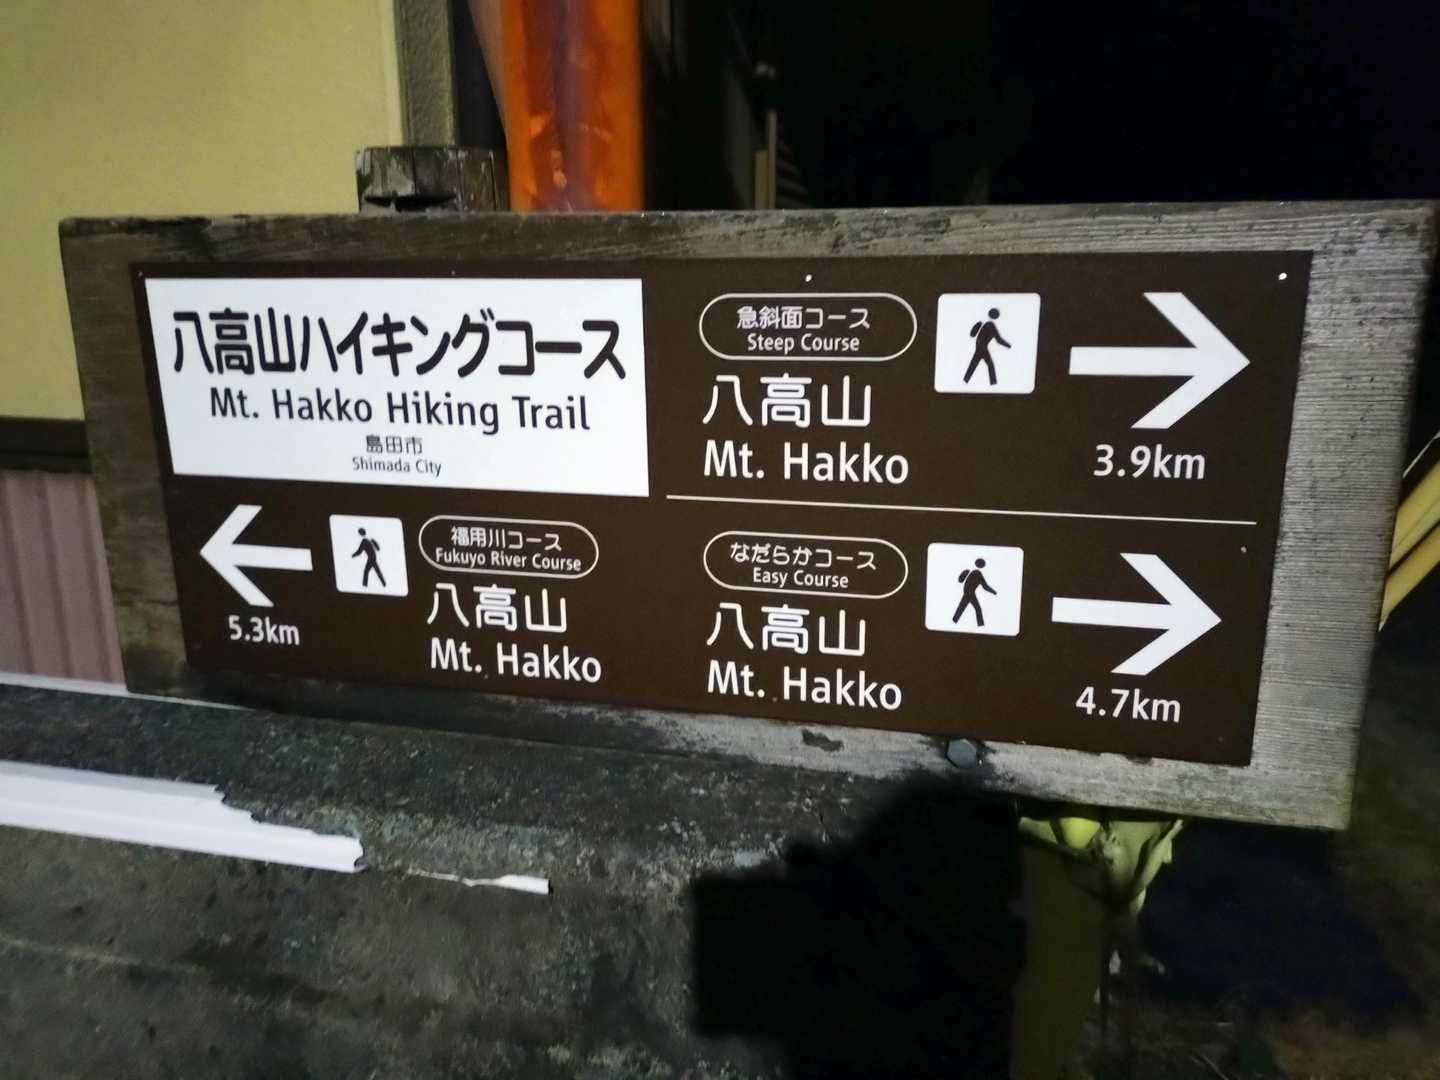 八高山ハイキングコース
Mt. Hakko Hiking Trail
島田市
Shimada City
急斜面コース
Steep Course
八高山
Mt. Hakko
3.9km
福用川コース
Fukuyo River Course
八高山
Mt. Hakko
5.3km
なだらかコース
Easy Course
八高山
Mt. Hakko
4.7km